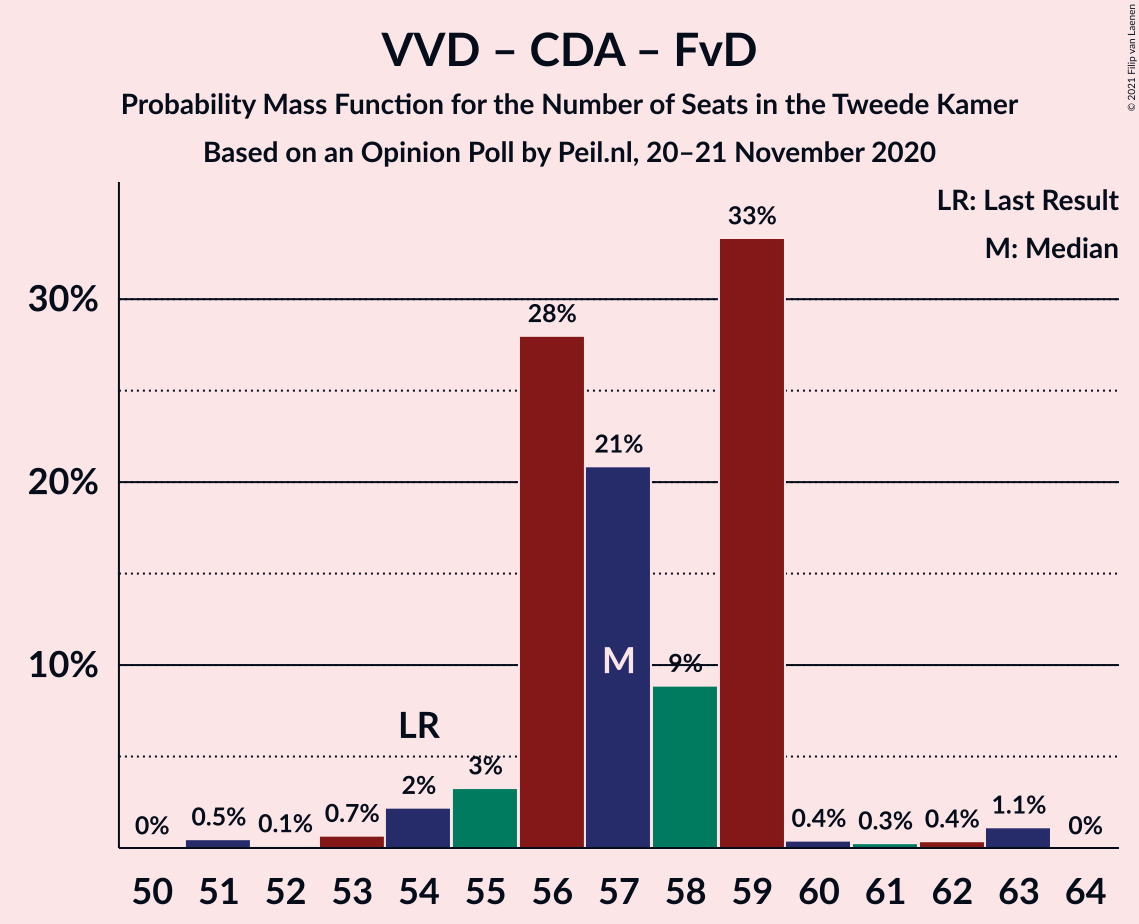 VVD – CDA – FvD
Probability Mass Function for the Number of Seats in the Tweede Kamer
Based on an Opinion Poll by Peil.nl, 20–21 November 2020
© 2021 Filip van Laenen
LR: Last Result
M: Median
33%
30%
28%
21%
20%
M
10%
9%
LR
3%
2%
0% 0.5% 0.1% 0.7% 0.4% 0.3% 0.4% 1.1% 0%
50 51 52 53 54 55 56 57 58 59 60 61 62 63 64